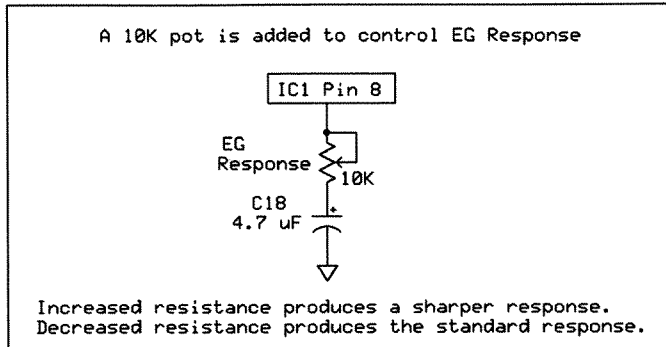 A 10K pot is added to control EG Response
IC1 Pin 8
EG
Response
10K
C18
4.7 uF
+
Increased resistance produces a sharper response.
Decreased resistance produces the standard response.